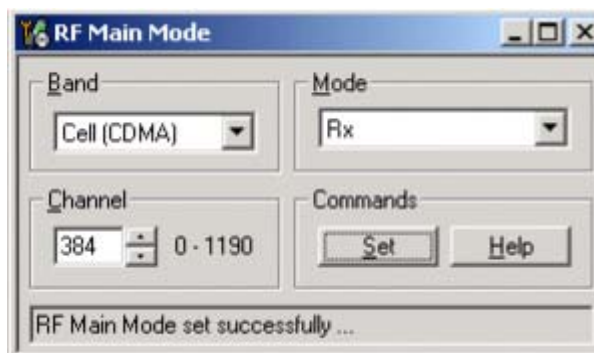 RF Main Mode
Band
Mode
Cell (CDMA)
Rx
Channel
Commands
384
0 - 1190
Set
Help
RF Main Mode set successfully ...